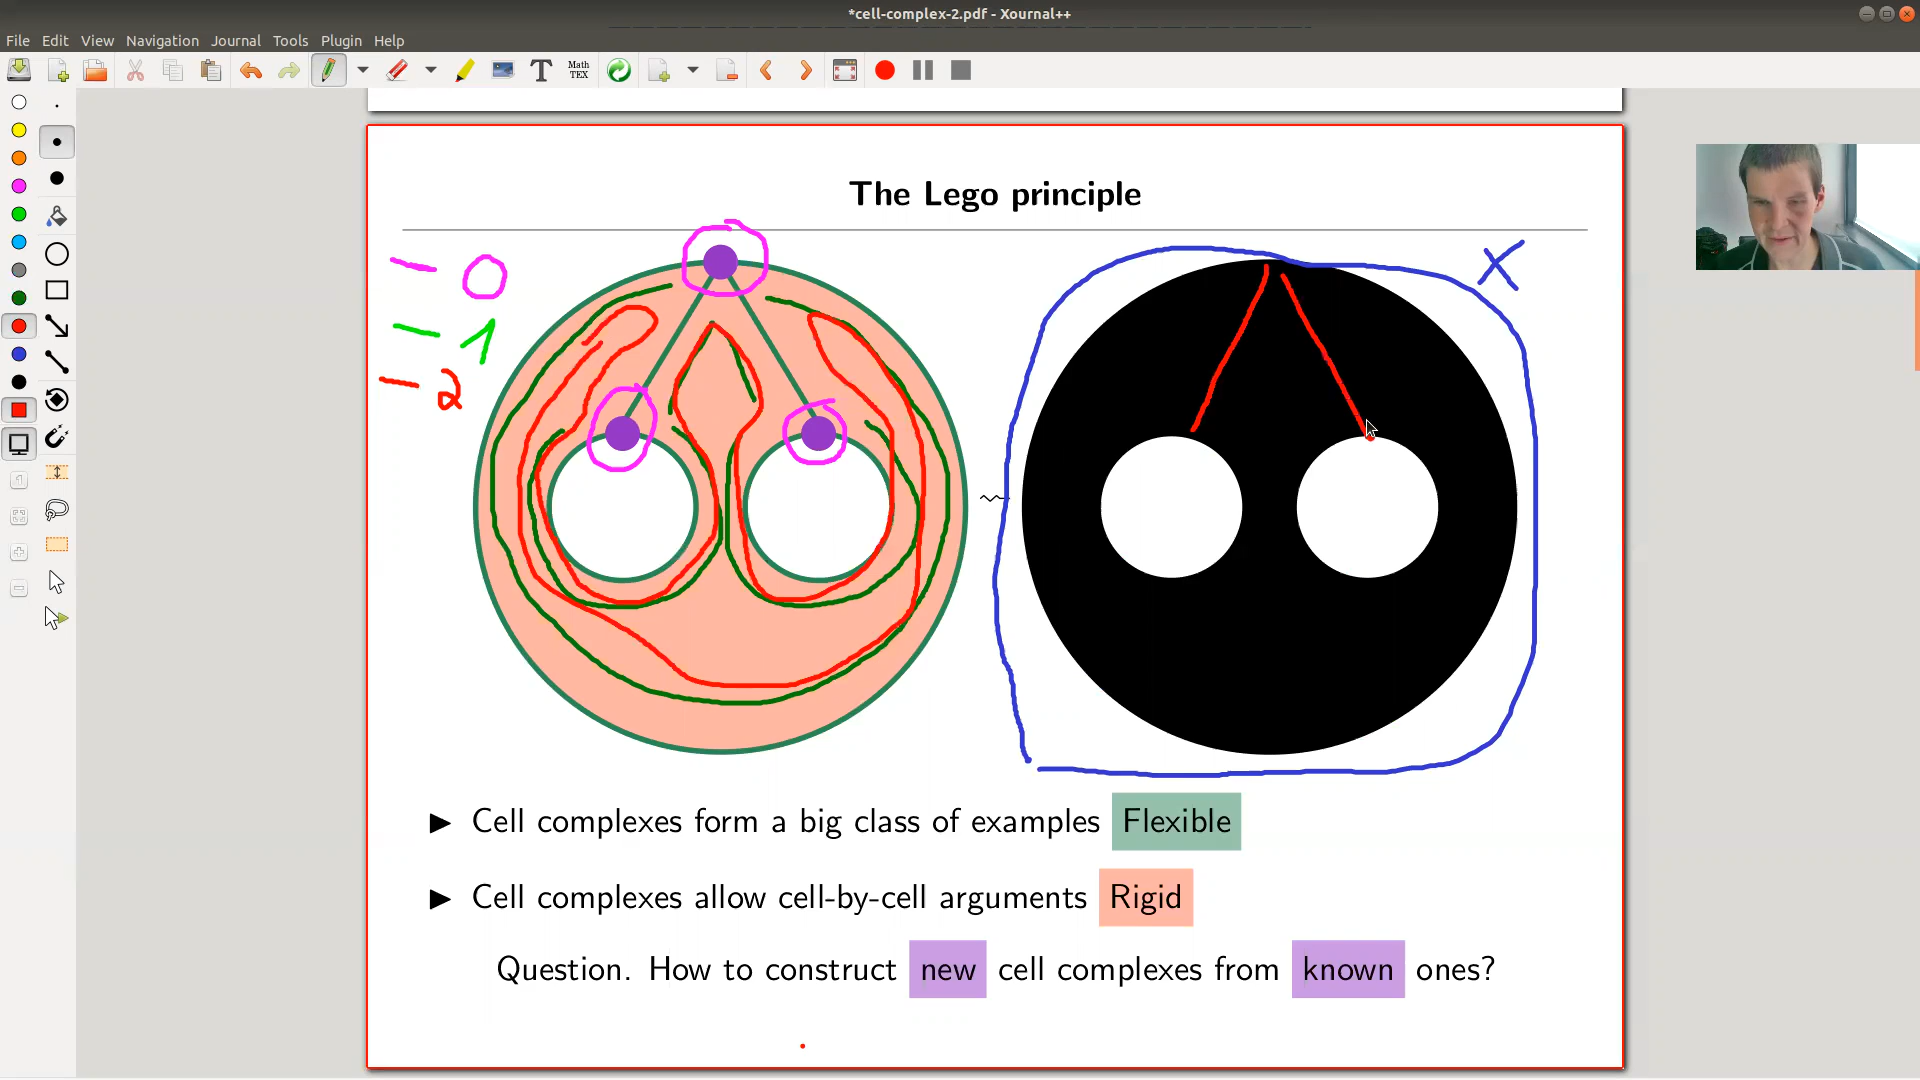 *cell-complex-2.pdf - Xournal++
File Edit View Navigation Journal Tools Plugin Help
Math
TEX
The Lego principle
- 0
- 1
- 2
X
▶ Cell complexes form a big class of examples Flexible
▶ Cell complexes allow cell-by-cell arguments Rigid
Question. How to construct new cell complexes from known ones?